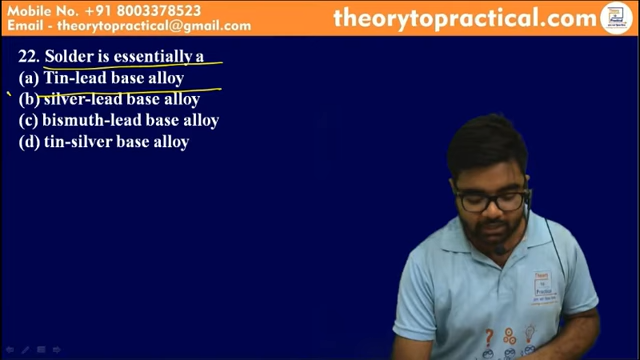 Mobile No. +91 8003378523
Email - theorytopractical@gmail.com
theorytopractical.com
22. Solder is essentially a
(a) Tin-lead base alloy
(b) silver-lead base alloy
(c) bismuth-lead base alloy
(d) tin-silver base alloy